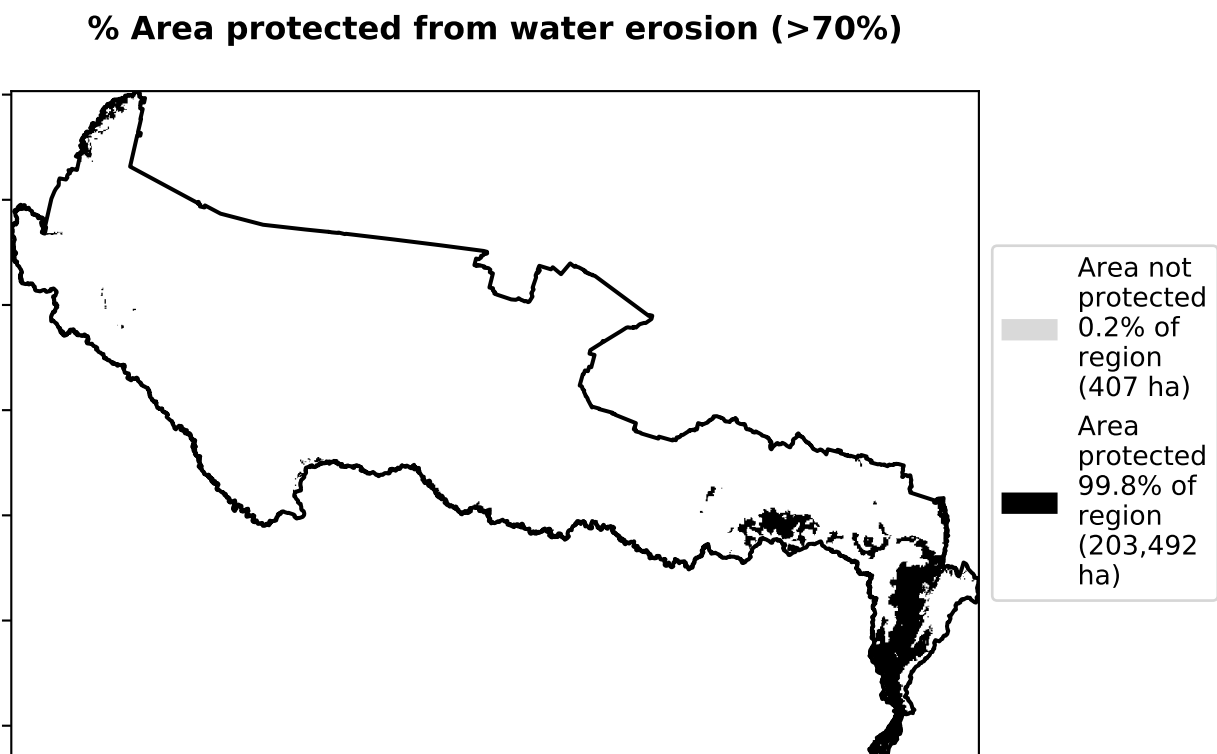 % Area protected from water erosion (>70%)
Area not
protected
0.2% of
region
(407 ha)
Area
protected
99.8% of
region
(203,492
ha)